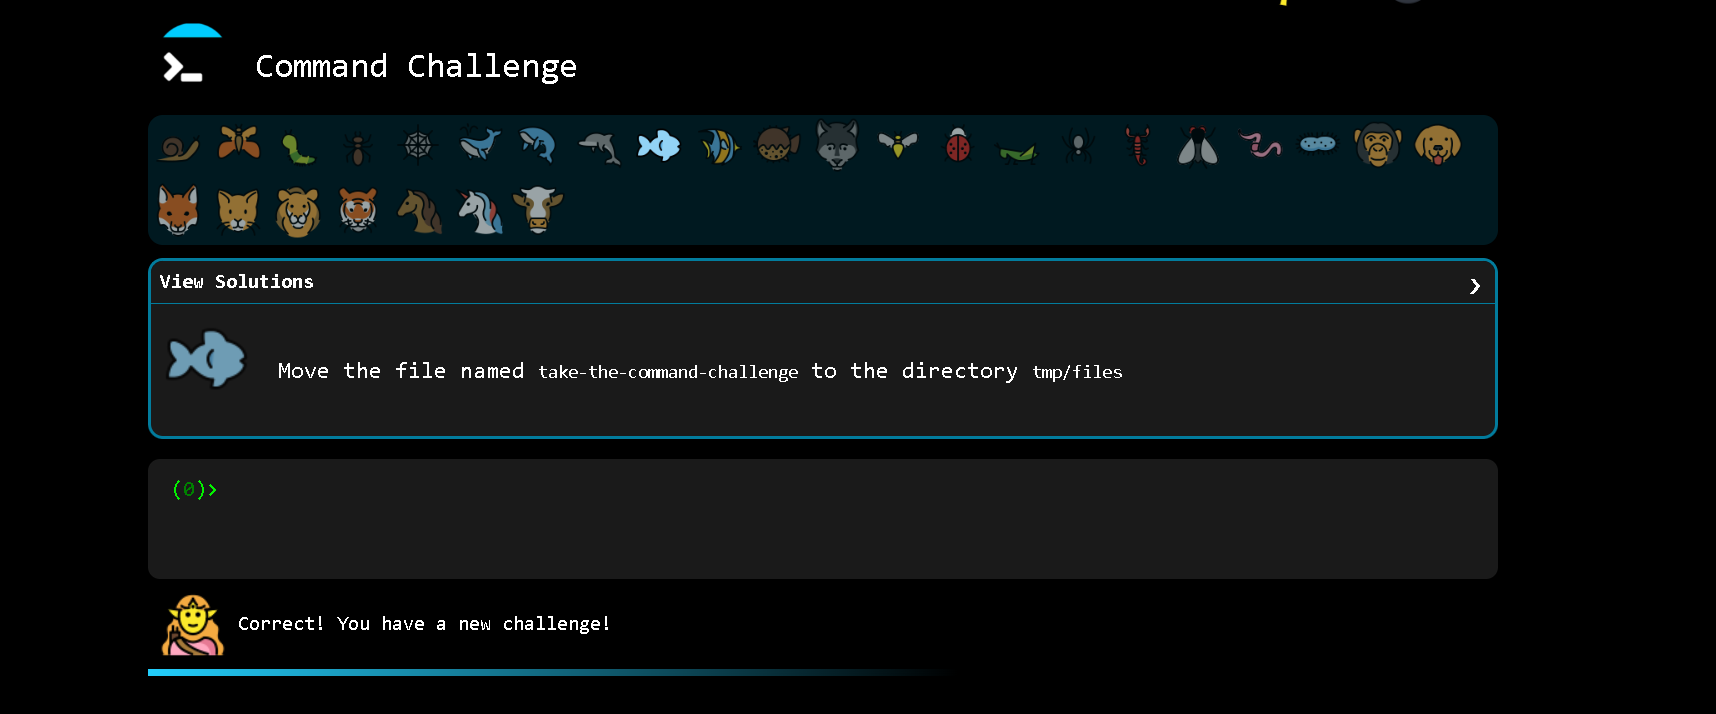 Command Challenge
View Solutions
Move the file named take-the-command-challenge to the directory tmp/files
(0)>
Correct! You have a new challenge!